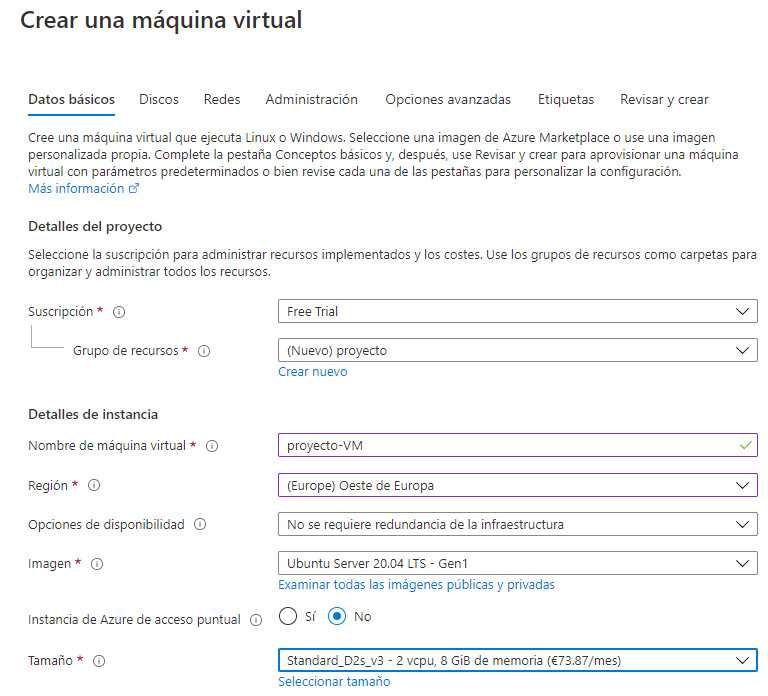 Crear una máquina virtual
Datos básicos Discos Redes Administración Opciones avanzadas Etiquetas Revisar y crear
Cree una máquina virtual que ejecuta Linux o Windows. Seleccione una imagen de Azure Marketplace o use una imagen
personalizada propia. Complete la pestaña Conceptos básicos y, después, use Revisar y crear para aprovisionar una máquina
virtual con parámetros predeterminados o bien revise cada una de las pestañas para personalizar la configuración.
Más información
Detalles del proyecto
Seleccione la suscripción para administrar recursos implementados y los costes. Use los grupos de recursos como carpetas para
organizar y administrar todos los recursos.
Suscripción * Free Trial
Grupo de recursos * (Nuevo) proyecto
Crear nuevo
Detalles de instancia
Nombre de máquina virtual * proyecto-VM
Región * (Europe) Oeste de Europa
Opciones de disponibilidad No se requiere redundancia de la infraestructura
Imagen * Ubuntu Server 20.04 LTS - Gen1
Examinar todas las imágenes públicas y privadas
Instancia de Azure de acceso puntual Sí No
Tamaño * Standard_D2s_v3 - 2 vcpu, 8 GiB de memoria (€73.87/mes)
Seleccionar tamaño